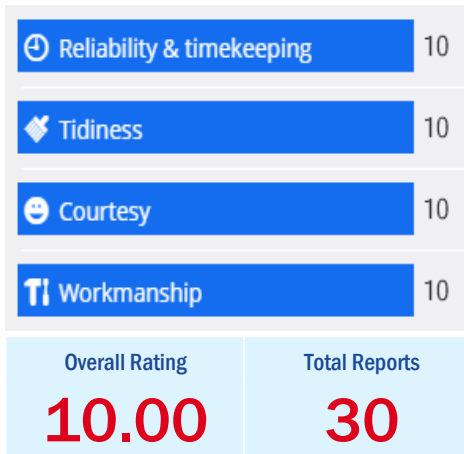 Reliability & timekeeping 10
Tidiness 10
Courtesy 10
Workmanship 10
Overall Rating Total Reports
10.00 30